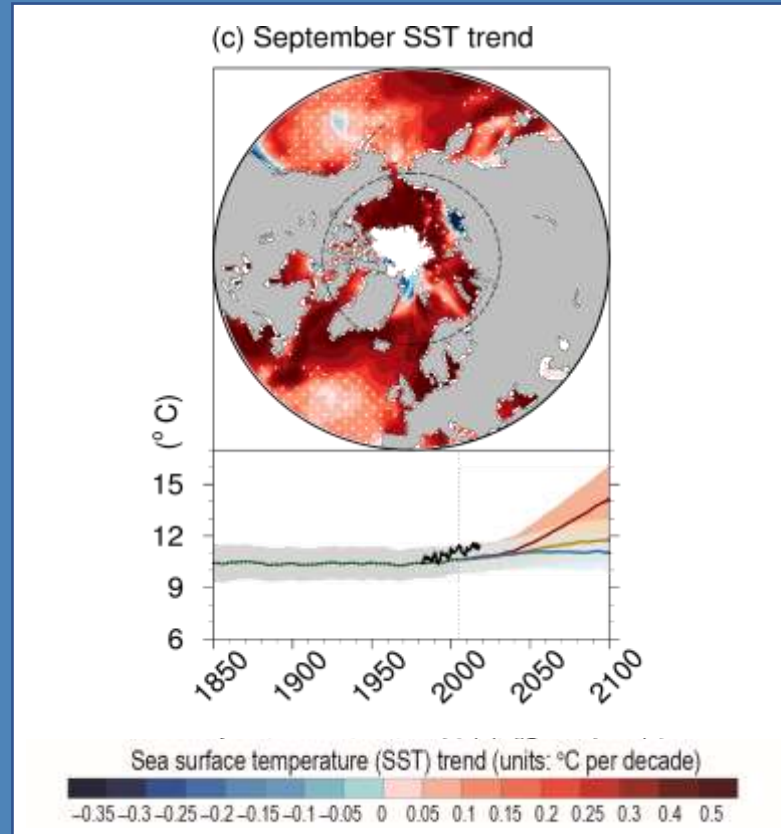 (c) September SST trend
(° C)
15
12
9
6
1850 1900 1950 2000 2050 2100
Sea surface temperature (SST) trend (units: °C per decade)
−0.35 −0.3 −0.25 −0.2 −0.15 −0.1 −0.05 0 0.05 0.1 0.15 0.2 0.25 0.3 0.4 0.5